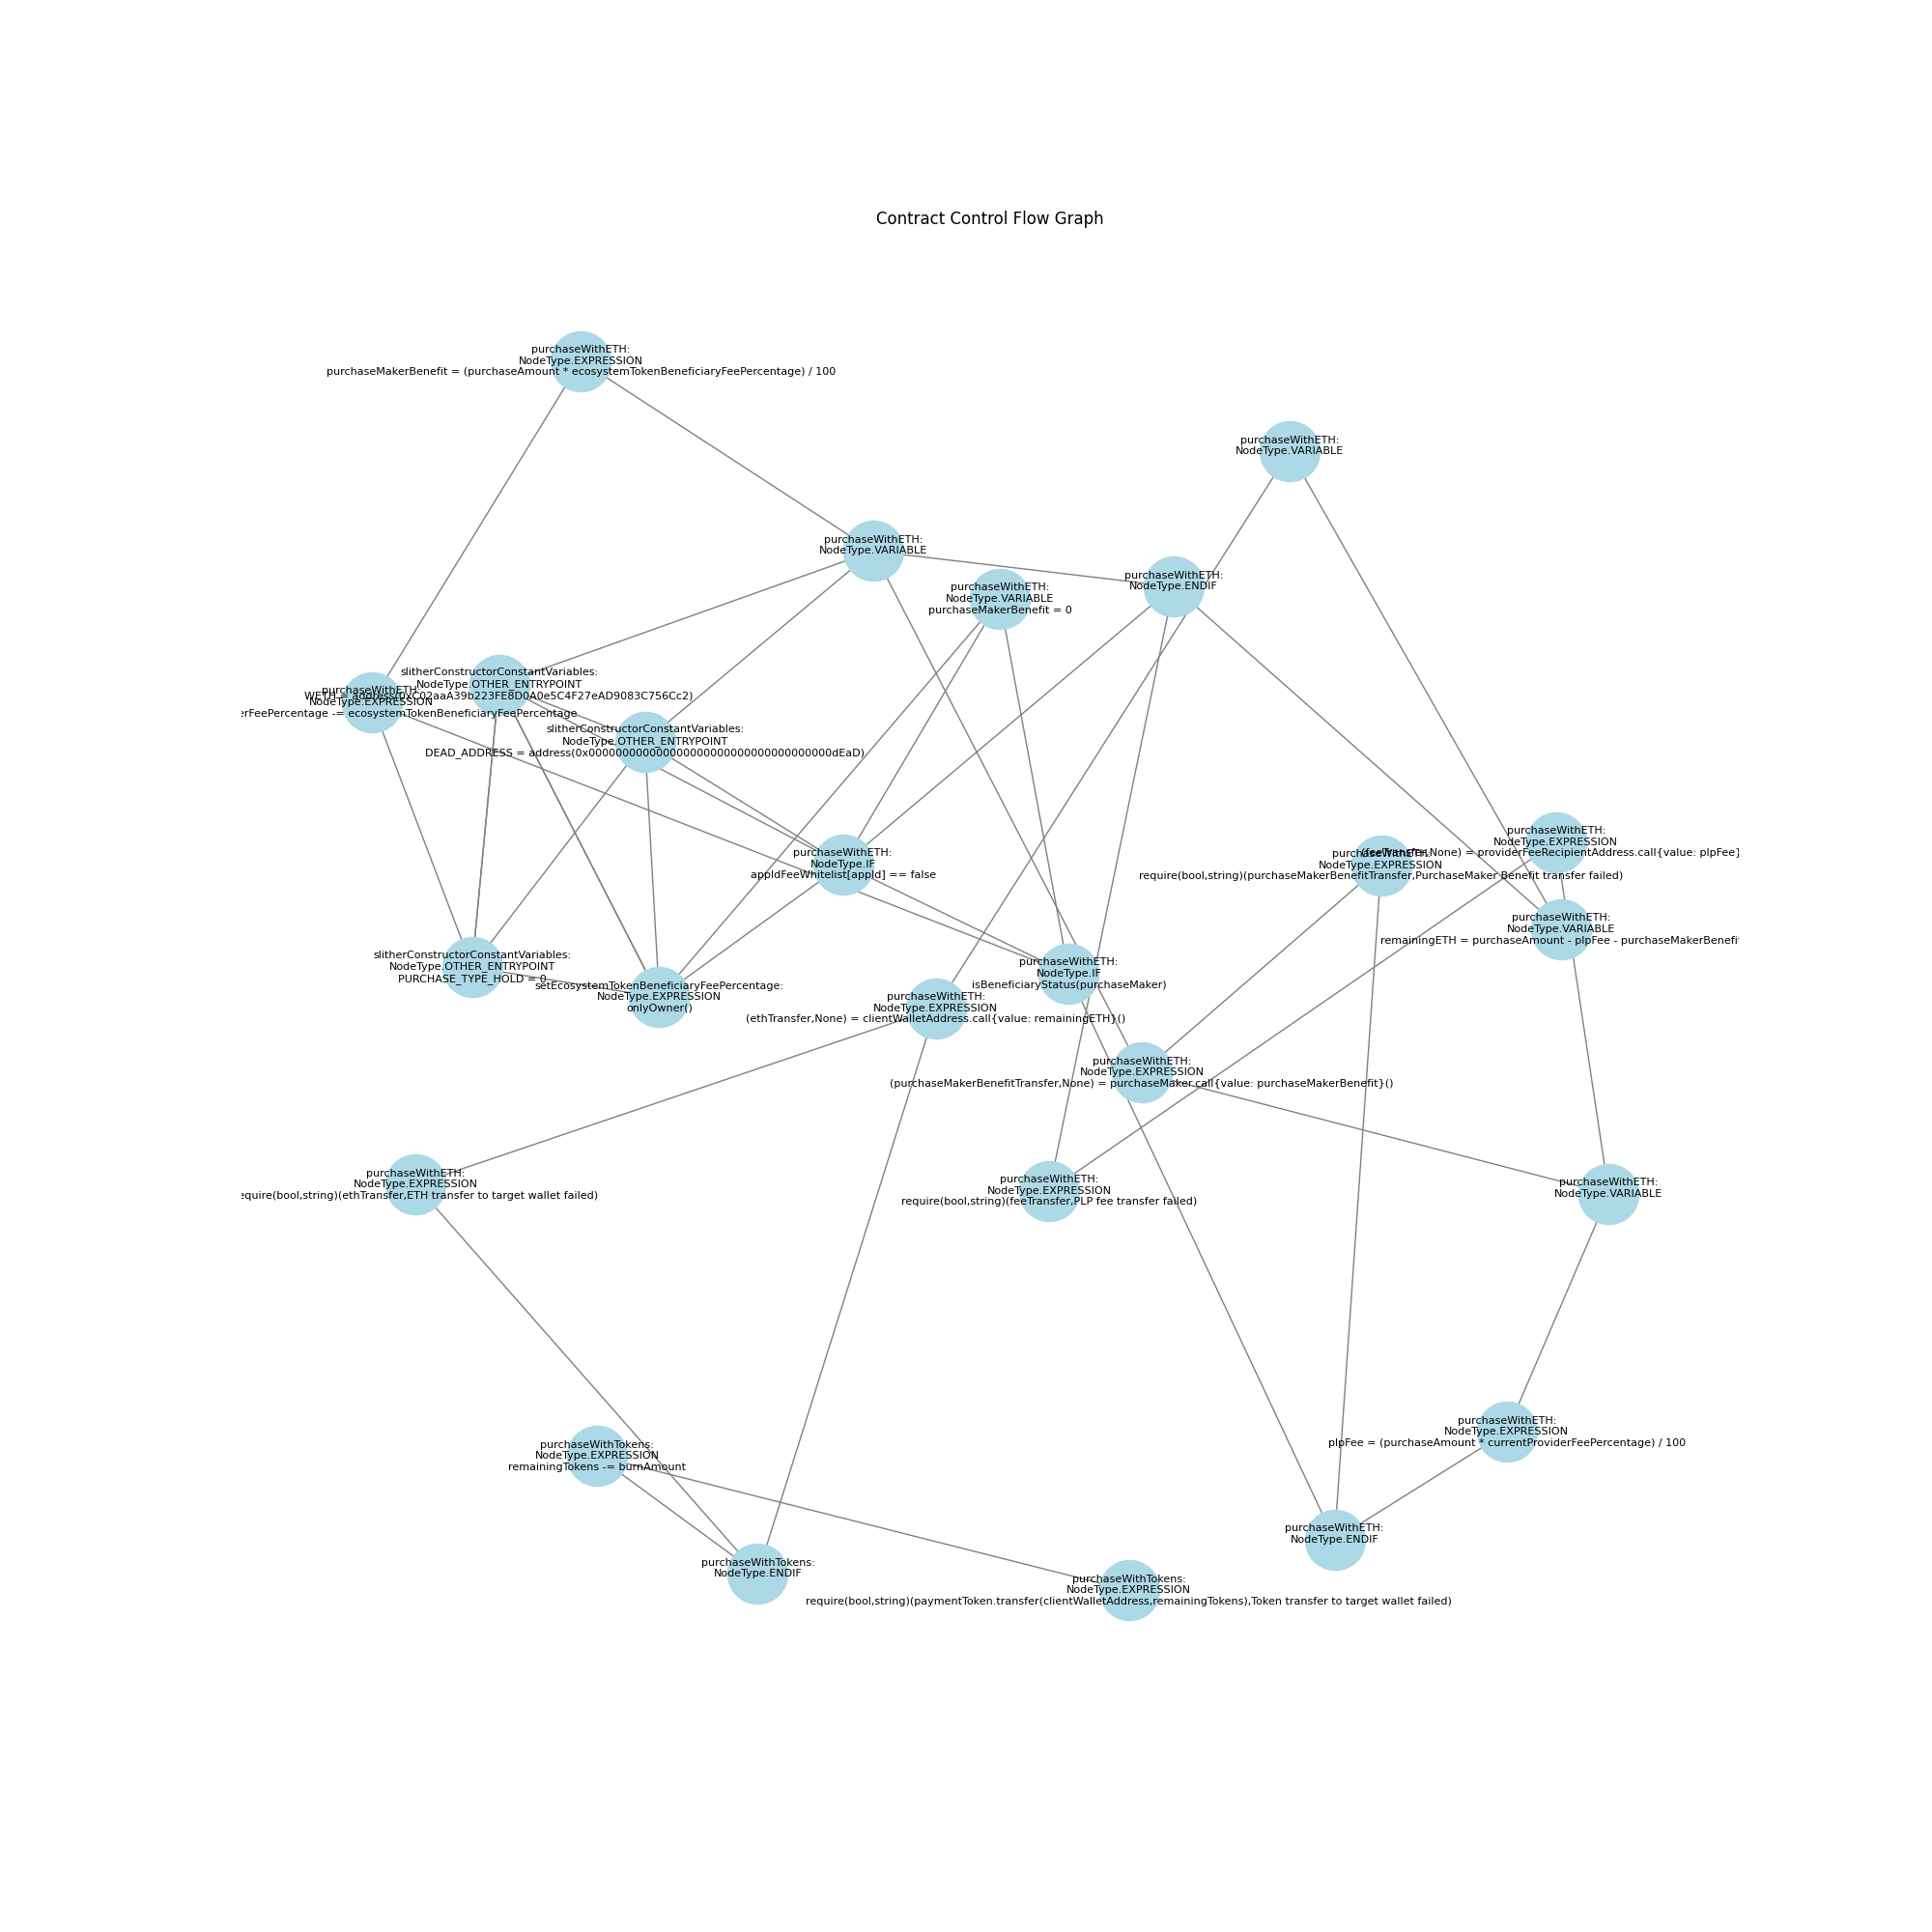 Contract Control Flow Graph
purchaseWithETH:
NodeType.EXPRESSION
purchaseMakerBenefit = (purchaseAmount * ecosystemTokenBeneficiaryFeePercentage) / 100
purchaseWithETH:
NodeType.VARIABLE
purchaseWithETH:
NodeType.VARIABLE
purchaseWithETH:
NodeType.ENDIF
purchaseWithETH:
NodeType.VARIABLE
purchaseMakerBenefit = 0
slitherConstructorConstantVariables:
NodeType.OTHER_ENTRYPOINT
WETH = address(0xC02aaA39b223FE8D0A0e5C4F27eAD9083C756Cc2)
purchaseWithETH:
NodeType.EXPRESSION
erFeePercentage -= ecosystemTokenBeneficiaryFeePercentage
slitherConstructorConstantVariables:
NodeType.OTHER_ENTRYPOINT
DEAD_ADDRESS = address(0x000000000000000000000000000000000000dEaD)
purchaseWithETH:
NodeType.EXPRESSION
(feeTransfer,None) = providerFeeRecipientAddress.call{value: plpFee}
purchaseWithETH:
NodeType.IF
appIdFeeWhitelist[appId] == false
purchaseWithETH:
NodeType.EXPRESSION
require(bool,string)(purchaseMakerBenefitTransfer,PurchaseMaker Benefit transfer failed)
purchaseWithETH:
NodeType.VARIABLE
remainingETH = purchaseAmount - plpFee - purchaseMakerBenefit
slitherConstructorConstantVariables:
NodeType.OTHER_ENTRYPOINT
PURCHASE_TYPE_HOLD = 0
purchaseWithETH:
NodeType.IF
isBeneficiaryStatus(purchaseMaker)
setEcosystemTokenBeneficiaryFeePercentage:
NodeType.EXPRESSION
onlyOwner()
purchaseWithETH:
NodeType.EXPRESSION
(ethTransfer,None) = clientWalletAddress.call{value: remainingETH}()
purchaseWithETH:
NodeType.EXPRESSION
(purchaseMakerBenefitTransfer,None) = purchaseMaker.call{value: purchaseMakerBenefit}()
purchaseWithETH:
NodeType.EXPRESSION
equire(bool,string)(ethTransfer,ETH transfer to target wallet failed)
purchaseWithETH:
NodeType.EXPRESSION
require(bool,string)(feeTransfer,PLP fee transfer failed)
purchaseWithETH:
NodeType.VARIABLE
purchaseWithETH:
NodeType.EXPRESSION
plpFee = (purchaseAmount * currentProviderFeePercentage) / 100
purchaseWithTokens:
NodeType.EXPRESSION
remainingTokens -= burnAmount
purchaseWithETH:
NodeType.ENDIF
purchaseWithTokens:
NodeType.ENDIF
purchaseWithTokens:
NodeType.EXPRESSION
require(bool,string)(paymentToken.transfer(clientWalletAddress,remainingTokens),Token transfer to target wallet failed)